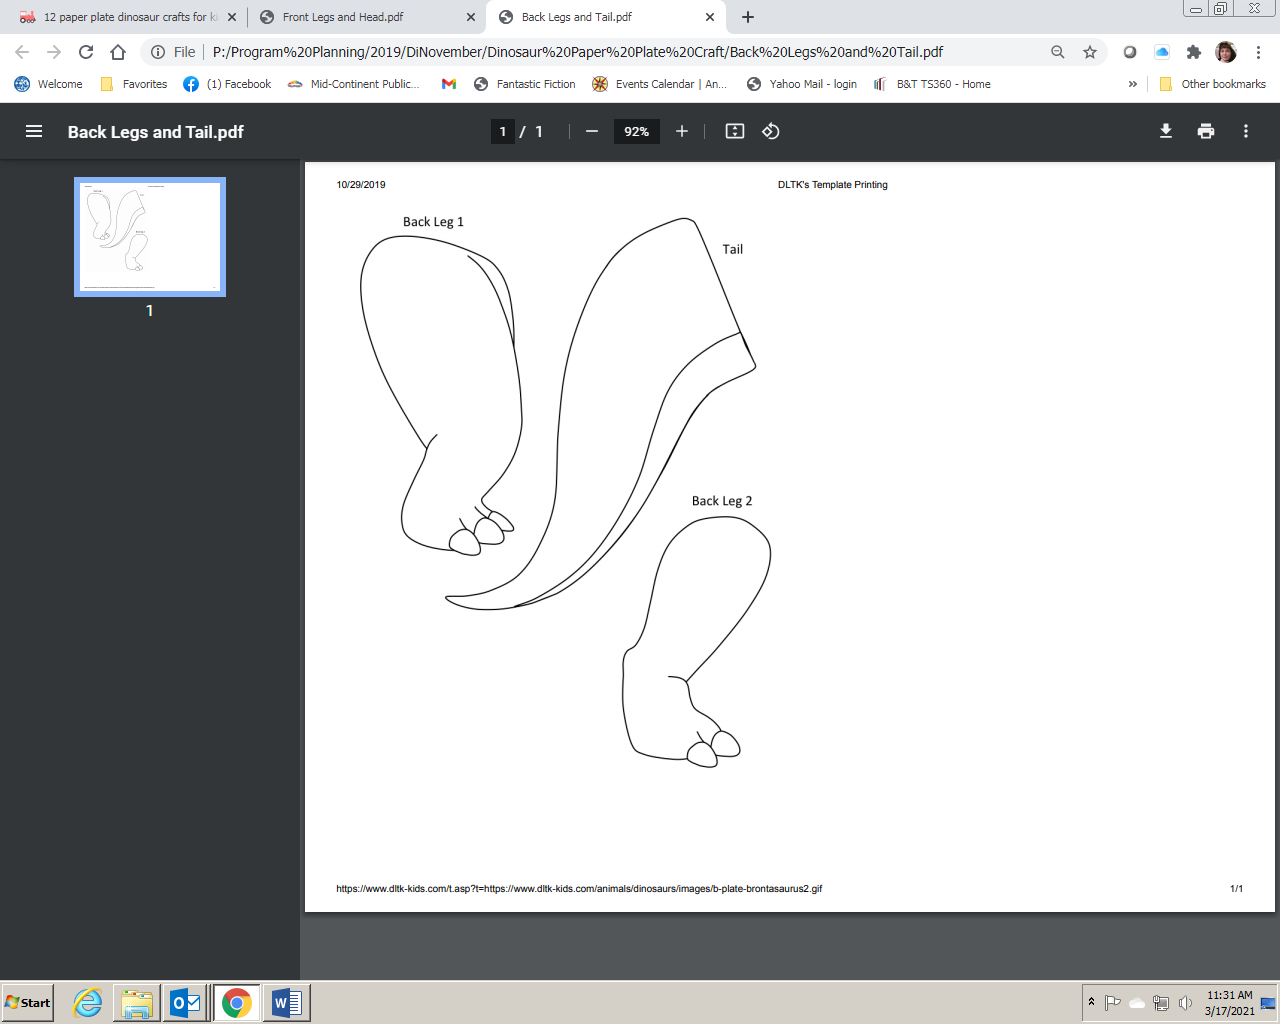 12 paper plate dinosaur crafts for ki
Front Legs and Head.pdf
Back Legs and Tail.pdf
File
P:/Program%20Planning/2019/DiNovember/Dinosaur%20Paper%20Plate%20Craft/Back%20Legs%20and%20Tail.pdf
Welcome
Favorites
(1) Facebook
Mid-Continent Public...
Fantastic Fiction
Events Calendar | An...
Yahoo Mail - login
B&T TS360 - Home
»
Other bookmarks
Back Legs and Tail.pdf
1 / 1
92%
1
10/29/2019
DLTK's Template Printing
Back Leg 1
Tail
Back Leg 2
https://www.dltk-kids.com/t.asp?t=https://www.dltk-kids.com/animals/dinosaurs/images/b-plate-brontasaurus2.gif
1/1
Start
11:31 AM
3/17/2021